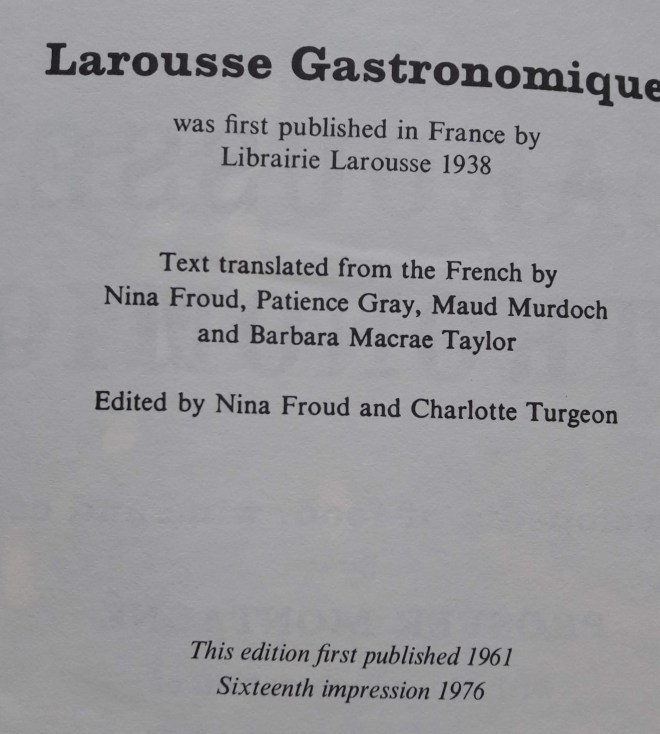 Larousse Gastronomique
was first published in France by
Librairie Larousse 1938
Text translated from the French by
Nina Froud, Patience Gray, Maud Murdoch
and Barbara Macrae Taylor
Edited by Nina Froud and Charlotte Turgeon
This edition first published 1961
Sixteenth impression 1976